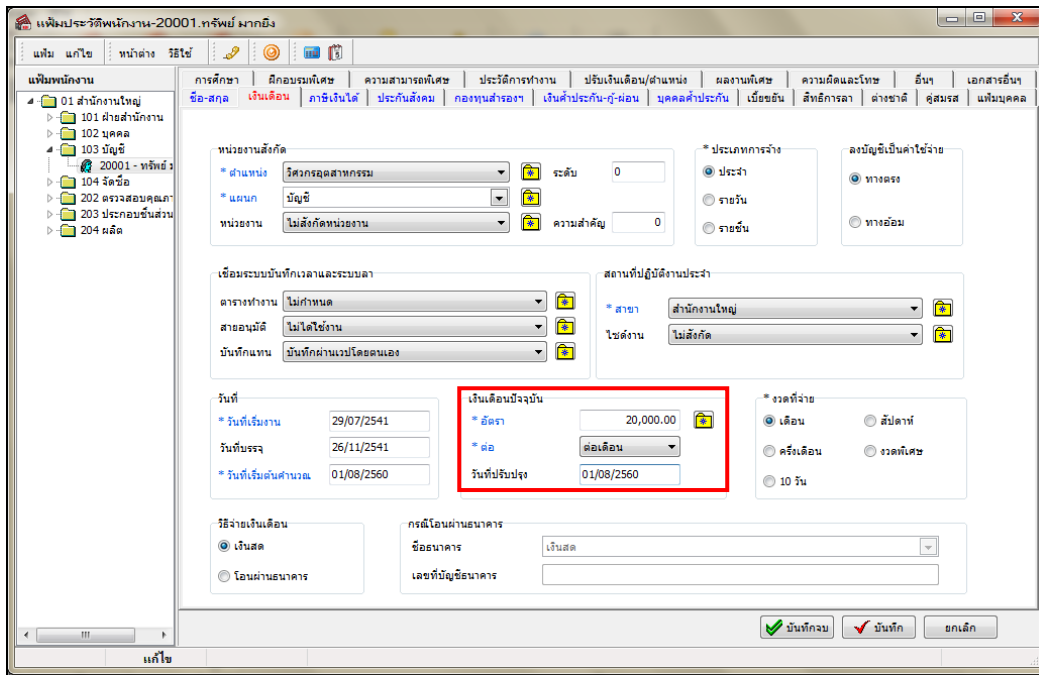 แฟ้มประวัติพนักงาน-20001.ทรัพย์ มากยิ่ง
แฟ้ม แก้ไข หน้าต่าง วิธีใช้
แฟ้มพนักงาน
01 สำนักงานใหญ่
101 ฝ่ายสำนักงาน
102 บุคคล
103 บัญชี
20001 - ทรัพย์
104 จัดซื้อ
202 ตรวจสอบคุณภา
203 ประกอบชิ้นส่วน
204 ผลิต
การศึกษา ฝึกอบรมพิเศษ ความสามารถพิเศษ ประวัติการทำงาน ปรับเงินเดือน/ตำแหน่ง ผลงานพิเศษ ความผิดและโทษ อื่นๆ เอกสารอื่นๆ
ชื่อ-สกุล เงินเดือน ภาษีเงินได้ ประกันสังคม กองทุนสำรองฯ เงินค้ำประกัน-กู้-ผ่อน บุคคลค้ำประกัน เบี้ยขยัน สิทธิการลา ต่างชาติ คู่สมรส แฟ้มบุคคล
หน่วยงานสังกัด
* ตำแหน่ง วิศวกรอุตสาหกรรม ระดับ 0
* แผนก บัญชี
หน่วยงาน ไม่สังกัดหน่วยงาน ความสำคัญ 0
* ประเภทการจ้าง
ประจำ
รายวัน
รายชิ้น
ลงบัญชีเป็นค่าใช้จ่าย
ทางตรง
ทางอ้อม
เชื่อมระบบบันทึกเวลาและระบบลา
ตารางทำงาน ไม่กำหนด
สายอนุมัติ ไม่ได้ใช้งาน
บันทึกแทน บันทึกผ่านเวปโดยตนเอง
สถานที่ปฏิบัติงานประจำ
* สาขา สำนักงานใหญ่
ไซด์งาน ไม่สังกัด
วันที่
* วันที่เริ่มงาน 29/07/2541
วันที่บรรจุ 26/11/2541
* วันที่เริ่มต้นคำนวณ 01/08/2560
เงินเดือนปัจจุบัน
* อัตรา 20,000.00
* ต่อ ต่อเดือน
วันที่ปรับปรุง 01/08/2560
* งวดที่จ่าย
เดือน สัปดาห์
ครึ่งเดือน งวดพิเศษ
10 วัน
วิธีจ่ายเงินเดือน
เงินสด
โอนผ่านธนาคาร
กรณีโอนผ่านธนาคาร
ชื่อธนาคาร เงินสด
เลขที่บัญชีธนาคาร
บันทึกจบ บันทึก ยกเลิก
แก้ไข